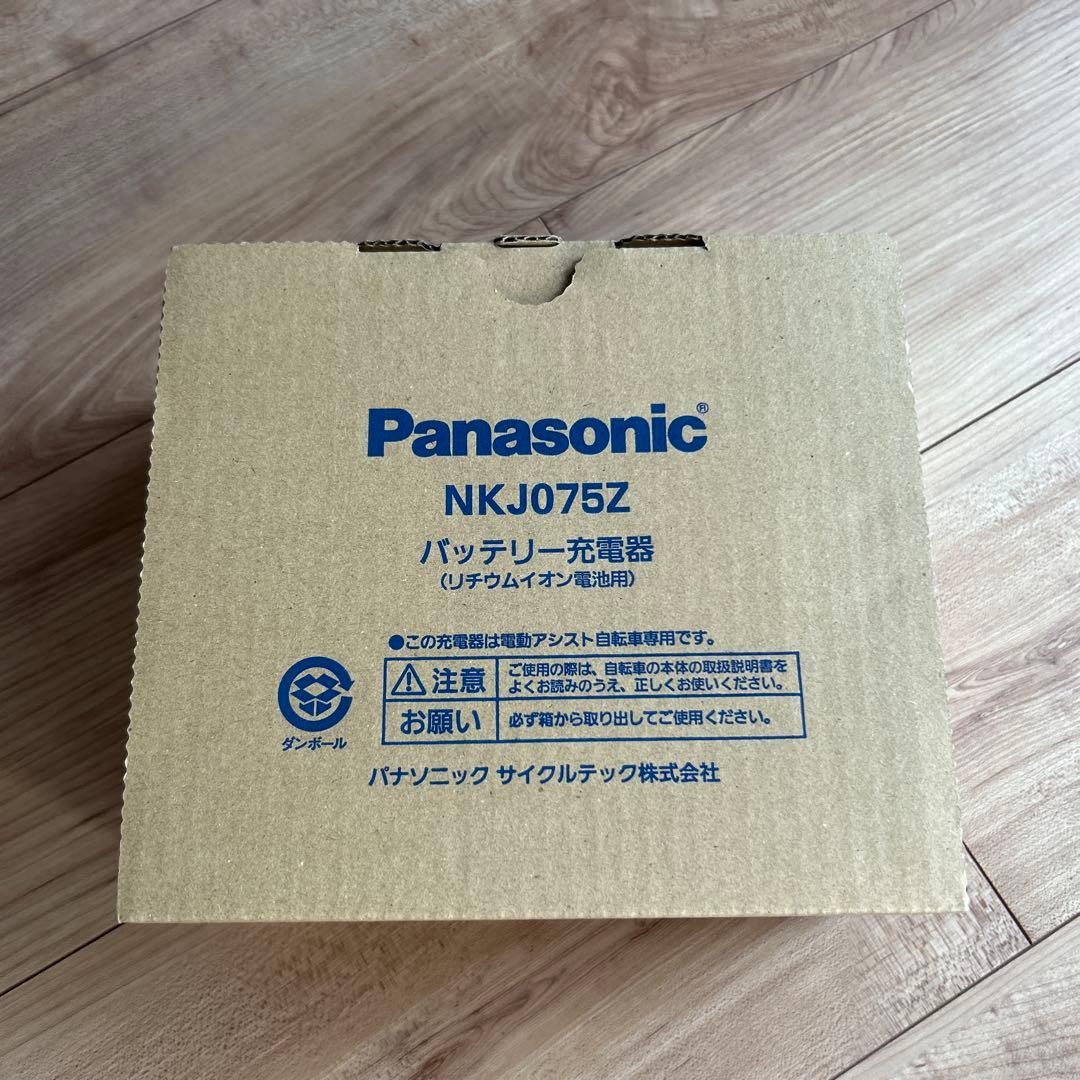 Panasonic®
NKJ075Z
バッテリー充電器
(リチウムイオン電池用)
●この充電器は電動アシスト自転車専用です。
注意
ご使用の際は、自転車の本体の取扱説明書を
よくお読みのうえ、正しくお使いください。
お願い
必ず箱から取り出してご使用ください。
ダンボール
パナソニック サイクルテック株式会社